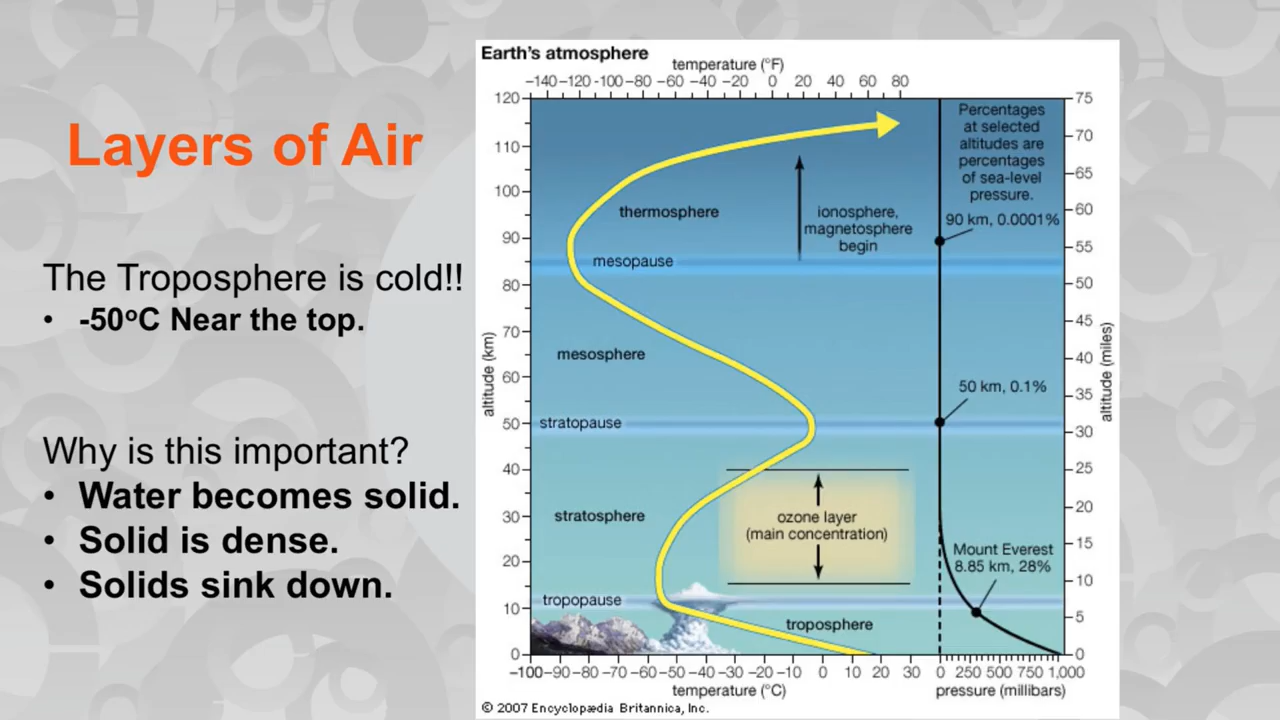 Layers of Air
The Troposphere is cold!!
• -50ºC Near the top.
Why is this important?
• Water becomes solid.
• Solid is dense.
• Solids sink down.
Earth's atmosphere
temperature (°F)
−140 −120 −100 −80 −60 −40 −20 0 20 40 60 80
120
110
100
90
80
70
60
50
40
30
20
10
0
altitude (km)
thermosphere
ionosphere,
magnetosphere
begin
mesopause
mesosphere
stratopause
stratosphere
ozone layer
(main concentration)
tropopause
troposphere
Percentages
at selected
altitudes are
percentages
of sea-level
pressure.
90 km, 0.0001%
50 km, 0.1%
Mount Everest
8.85 km, 28%
75
70
65
60
55
50
45
40
35
30
25
20
15
10
5
0
altitude (miles)
−100 −90 −80 −70 −60 −50 −40 −30 −20 −10 0 10 20 30
temperature (°C)
0 250 500 750 1,000
pressure (millibars)
© 2007 Encyclopædia Britannica, Inc.